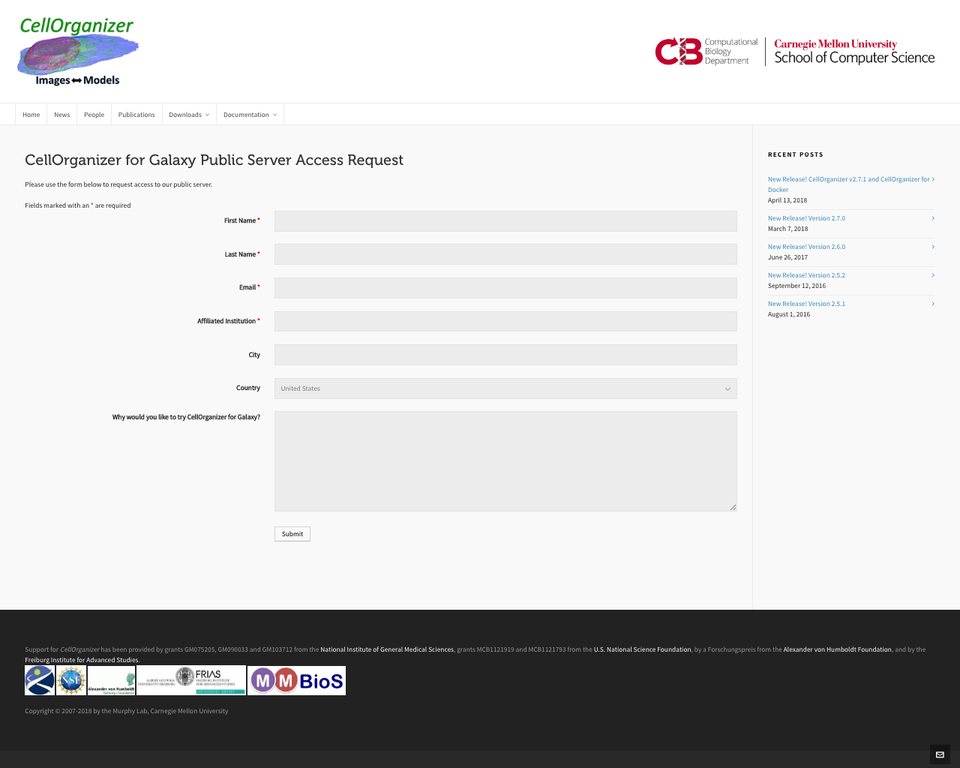 CellOrganizer
Images Models
CB Computational Biology Department
Carnegie Mellon University
School of Computer Science
Home News People Publications Downloads Documentation
CellOrganizer for Galaxy Public Server Access Request
Please use the form below to request access to our public server.
Fields marked with an * are required
First Name *
Last Name *
Email *
Affiliated Institution *
City
Country
United States
Why would you like to try CellOrganizer for Galaxy?
Submit
RECENT POSTS
New Release! CellOrganizer v2.7.1 and CellOrganizer for
Docker
April 13, 2018
New Release! Version 2.7.0
March 7, 2018
New Release! Version 2.6.0
June 26, 2017
New Release! Version 2.5.2
September 12, 2016
New Release! Version 2.5.1
August 1, 2016
Support for CellOrganizer has been provided by grants GM075205, GM090033 and GM103712 from the National Institute of General Medical Sciences, grants MCB1121919 and MCB1121793 from the U.S. National Science Foundation, by a Forschungspreis from the Alexander von Humboldt Foundation, and by the
Freiburg Institute for Advanced Studies.
NSF
Alexander von Humboldt
FRIAS
MMBioS
Copyright © 2007-2018 by the Murphy Lab, Carnegie Mellon University